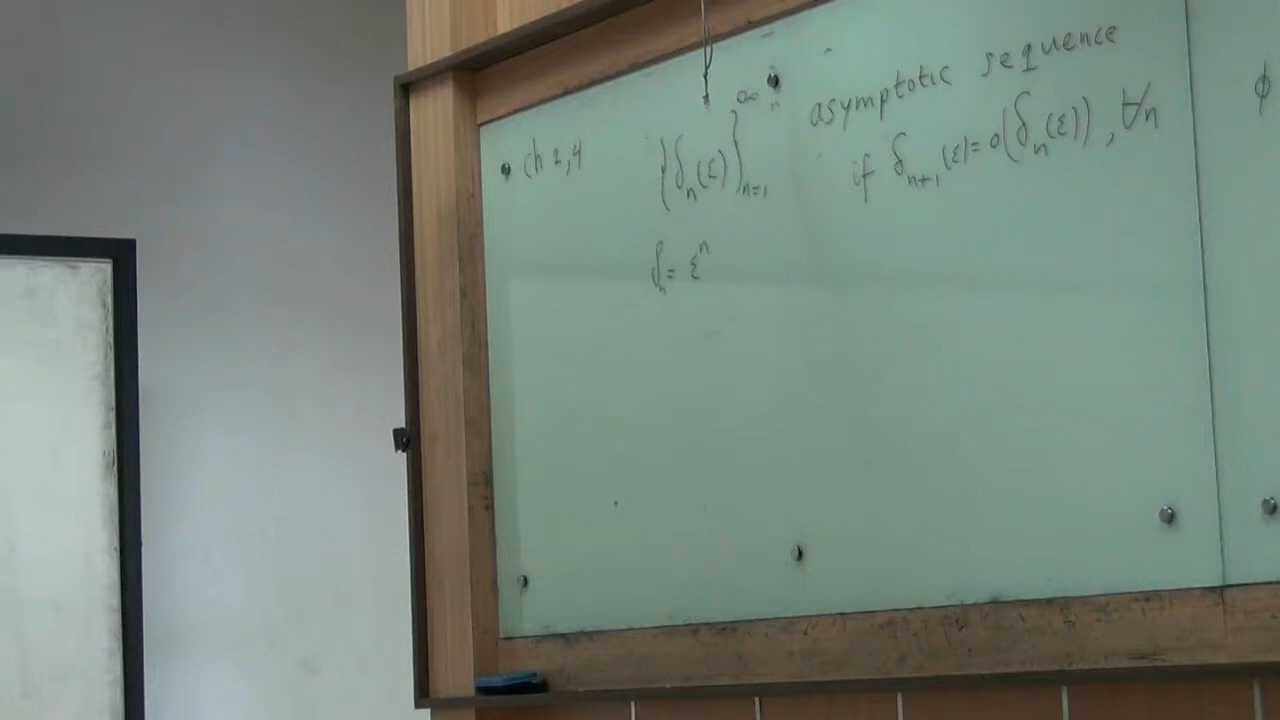 asymptotic sequence
ch 2,4 {δ_n(ε)}_{n=1}^∞ if δ_{n+1}(ε)=o(δ_n(ε)), ∀n
δ_n = ε^n
ϕ